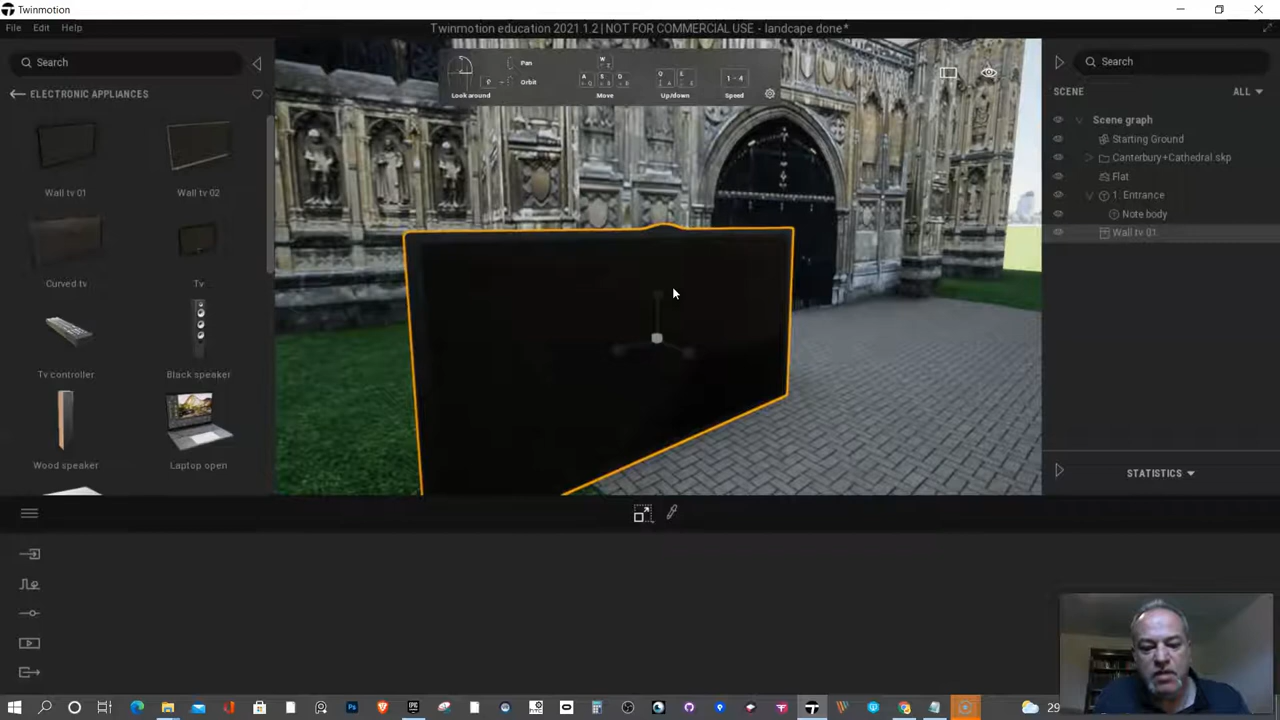 Twinmotion
File Edit Help
Twinmotion education 2021.1.2 | NOT FOR COMMERCIAL USE - landcape done*
Search
ELECTRONIC APPLIANCES
Wall tv 01
Wall tv 02
Curved tv
Tv
Tv controller
Black speaker
Wood speaker
Laptop open
Look around
Pan
Orbit
Move
Up/down
1 - 4
Speed
Search
SCENE
ALL
Scene graph
Starting Ground
Canterbury+Cathedral.skp
Flat
1. Entrance
Note body
Wall tv 01
STATISTICS
29